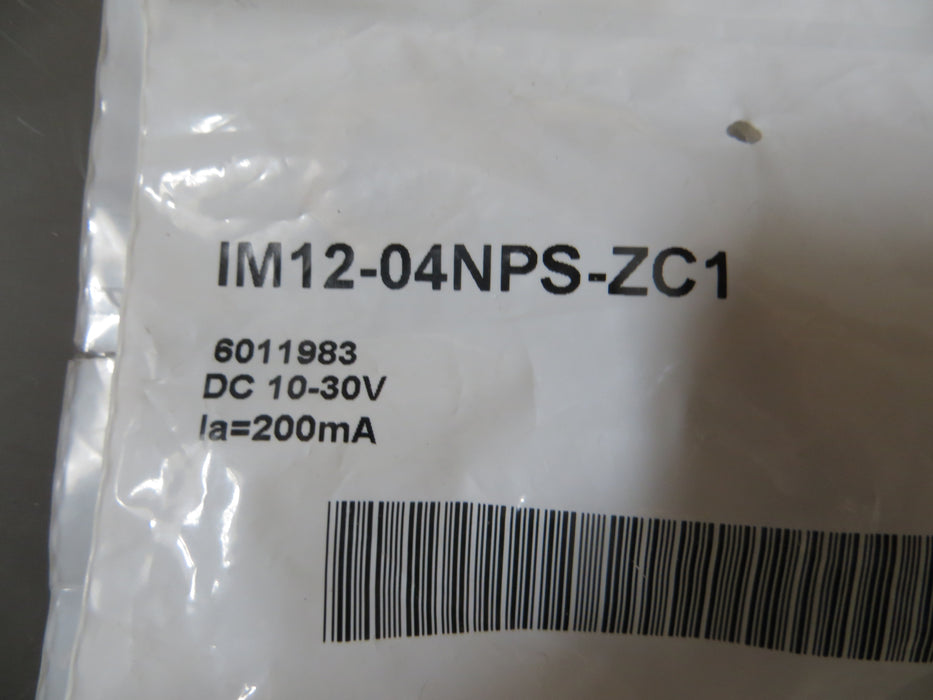 IM12-04NPS-ZC1
6011983
DC 10-30V
Ia=200mA